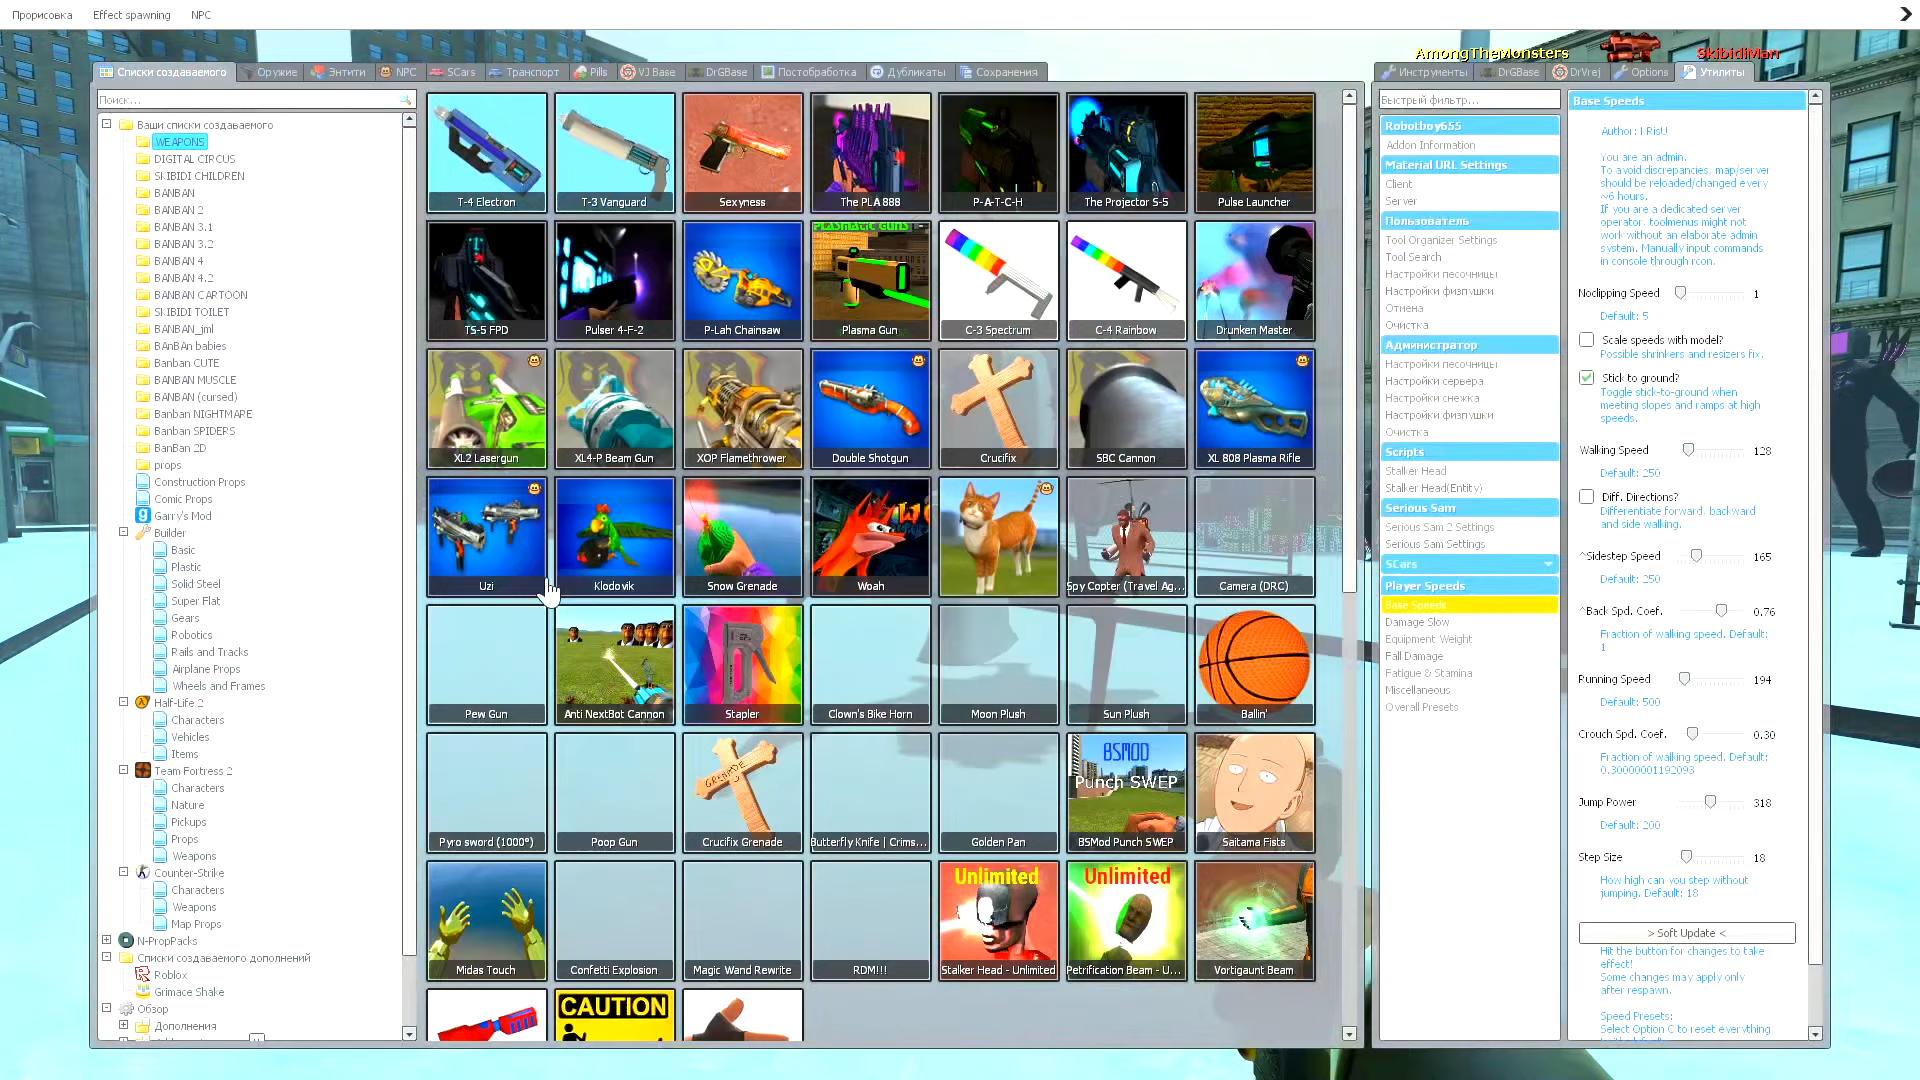 Прорисовка Effect spawning NPC
AmongTheMonsters SkibidiMan
Списки создаваемого Оружие Энтити NPC SCars Транспорт Pills VJ Base DrGBase Постобработка Дубликаты Сохранения
Поиск...
Ваши списки создаваемого
WEAPONS
DIGITAL CIRCUS
SKIBIDI CHILDREN
BANBAN
BANBAN 2
BANBAN 3.1
BANBAN 3.2
BANBAN 4
BANBAN 4.2
BANBAN CARTOON
SKIBIDI TOILET
BANBAN_jml
BAnBAn babies
Banban CUTE
BANBAN MUSCLE
BANBAN (cursed)
Banban NIGHTMARE
Banban SPIDERS
BanBan 2D
props
Construction Props
Comic Props
Garry's Mod
Builder
Basic
Plastic
Solid Steel
Super Flat
Gears
Robotics
Rails and Tracks
Airplane Props
Wheels and Frames
Half-Life 2
Characters
Vehicles
Items
Team Fortress 2
Characters
Nature
Pickups
Props
Weapons
Counter-Strike
Characters
Weapons
Map Props
N-PropPacks
Списки создаваемого дополнений
Roblox
Grimace Shake
Обзор
Дополнения
T-4 Electron T-3 Vanguard Sexyness The PLA 888 P-A-T-C-H The Projector S-5 Pulse Launcher
PLASMATIC GUNS
TS-5 FPD Pulser 4-F-2 P-Lah Chainsaw Plasma Gun C-3 Spectrum C-4 Rainbow Drunken Master
XL2 Lasergun XL4-P Beam Gun XOP Flamethrower Double Shotgun Crucifix SBC Cannon XL 808 Plasma Rifle
Uzi Klodovik Snow Grenade Woah Spy Copter (Travel Ag... Camera (DRC)
Pew Gun Anti NextBot Cannon Stapler Clown's Bike Horn Moon Plush Sun Plush Ballin'
GRENADE
BSMOD
Punch SWEP
Pyro sword (1000°) Poop Gun Crucifix Grenade Butterfly Knife | Crims... Golden Pan BSMod Punch SWEP Saitama Fists
Unlimited Unlimited
Midas Touch Confetti Explosion Magic Wand Rewrite RDM!!! Stalker Head - Unlimited Petrification Beam - U... Vortigaunt Beam
CAUTION
Инструменты DrGBase DrVrej Options Утилиты
Быстрый фильтр...
Robotboy655
Addon Information
Material URL Settings
Client
Server
Пользователь
Tool Organizer Settings
Tool Search
Настройки песочницы
Настройки физпушки
Отмена
Очистка
Администратор
Настройки песочницы
Настройки сервера
Настройки снежка
Настройки физпушки
Очистка
Scripts
Stalker Head
Stalker Head(Entity)
Serious Sam
Serious Sam 2 Settings
Serious Sam Settings
SCars
Player Speeds
Base Speeds
Damage Slow
Equipment Weight
Fall Damage
Fatigue & Stamina
Miscellaneous
Overall Presets
Base Speeds
Author: I-RisU
You are an admin.
To avoid discrepancies, map/server
should be reloaded/changed every
~6 hours.
If you are a dedicated server
operator, toolmenus might not
work without an elaborate admin
system. Manually input commands
in console through rcon.
Noclipping Speed 1
Default: 5
Scale speeds with model?
Possible shrinkers and resizers fix.
Stick to ground?
Toggle stick-to-ground when
meeting slopes and ramps at high
speeds.
Walking Speed 128
Default: 250
Diff. Directions?
Differentiate forward, backward
and side walking.
^Sidestep Speed 165
Default: 250
^Back Spd. Coef. 0.76
Fraction of walking speed. Default:
1
Running Speed 194
Default: 500
Crouch Spd. Coef. 0.30
Fraction of walking speed. Default:
0.30000001192093
Jump Power 318
Default: 200
Step Size 18
How high can you step without
jumping. Default: 18
> Soft Update <
Hit the button for changes to take
effect!
Some changes may apply only
after respawn.
Speed Presets:
Select Option C to reset everything